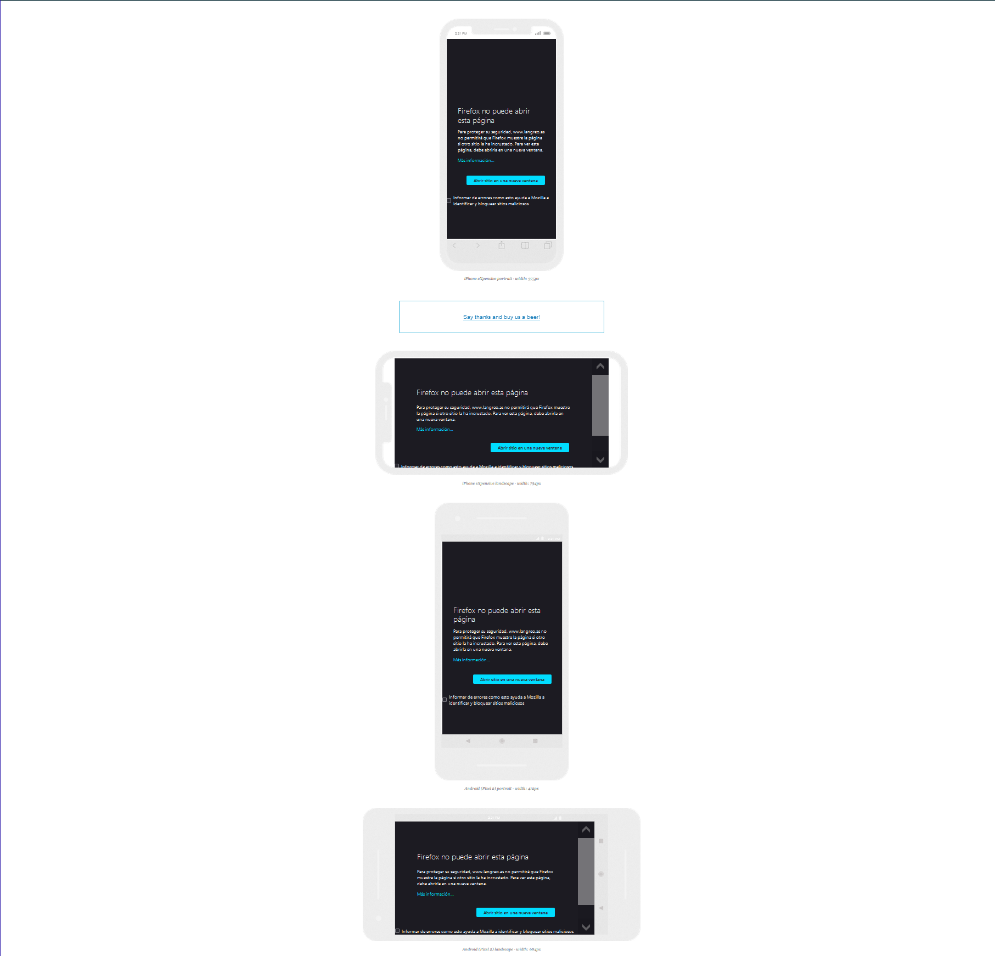 Firefox no puede abrir
esta página
Para proteger su seguridad, www.langreo.es
no permitirá que Firefox muestre la página
si otro sitio la ha incrustado. Para ver esta
página, debe abrirla en una nueva ventana.
Más información...
Abrir sitio en una nueva ventana
Informar de errores como este ayuda a Mozilla a
identificar y bloquear sitios maliciosos
Say thanks and buy us a beer!
Firefox no puede abrir esta página
Para proteger su seguridad, www.langreo.es no permitirá que Firefox muestre
la página si otro sitio la ha incrustado. Para ver esta página, debe abrirla en
una nueva ventana.
Más información...
Abrir sitio en una nueva ventana
Informar de errores como este ayuda a Mozilla a identificar y bloquear sitios maliciosos
Firefox no puede abrir esta
página
Para proteger su seguridad, www.langreo.es no
permitirá que Firefox muestre la página si otro
sitio la ha incrustado. Para ver esta página, debe
abrirla en una nueva ventana.
Más información...
Abrir sitio en una nueva ventana
Informar de errores como este ayuda a Mozilla a
identificar y bloquear sitios maliciosos
Firefox no puede abrir esta página
Para proteger su seguridad, www.langreo.es no permitirá que Firefox
muestre la página si otro sitio la ha incrustado. Para ver esta página,
debe abrirla en una nueva ventana.
Más información...
Abrir sitio en una nueva ventana
Informar de errores como este ayuda a Mozilla a identificar y bloquear sitios maliciosos